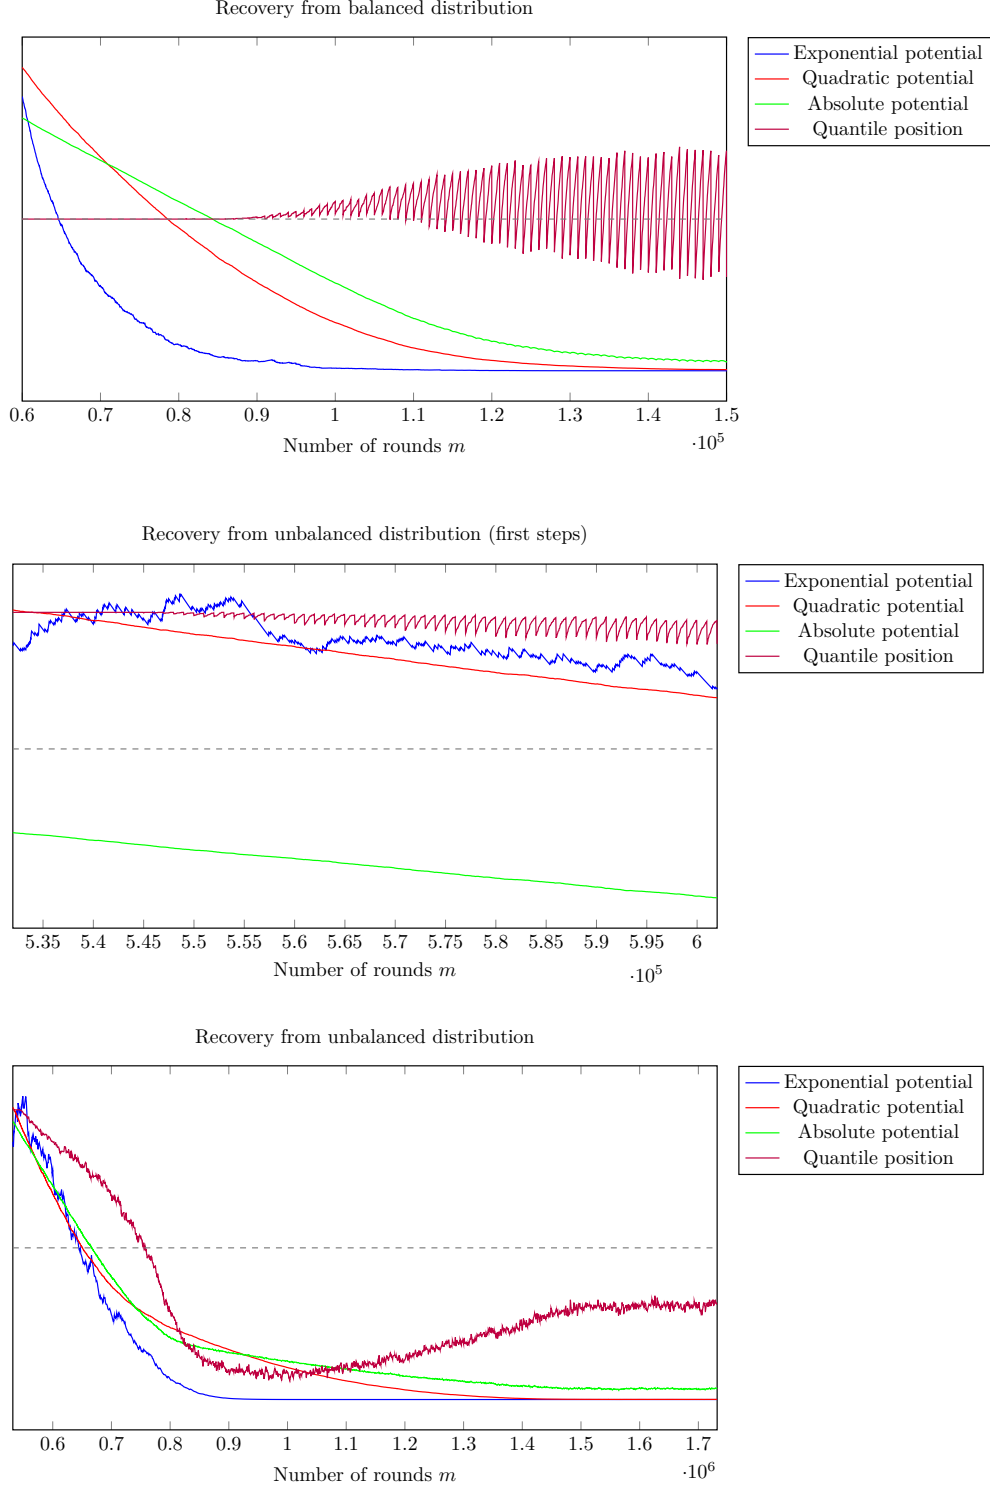 Recovery from balanced distribution
Exponential potential
Quadratic potential
Absolute potential
Quantile position
0.6 0.7 0.8 0.9 1 1.1 1.2 1.3 1.4 1.5
Number of rounds m
·10^5
Recovery from unbalanced distribution (first steps)
Exponential potential
Quadratic potential
Absolute potential
Quantile position
5.35 5.4 5.45 5.5 5.55 5.6 5.65 5.7 5.75 5.8 5.85 5.9 5.95 6
Number of rounds m
·10^5
Recovery from unbalanced distribution
Exponential potential
Quadratic potential
Absolute potential
Quantile position
0.6 0.7 0.8 0.9 1 1.1 1.2 1.3 1.4 1.5 1.6 1.7
Number of rounds m
·10^6